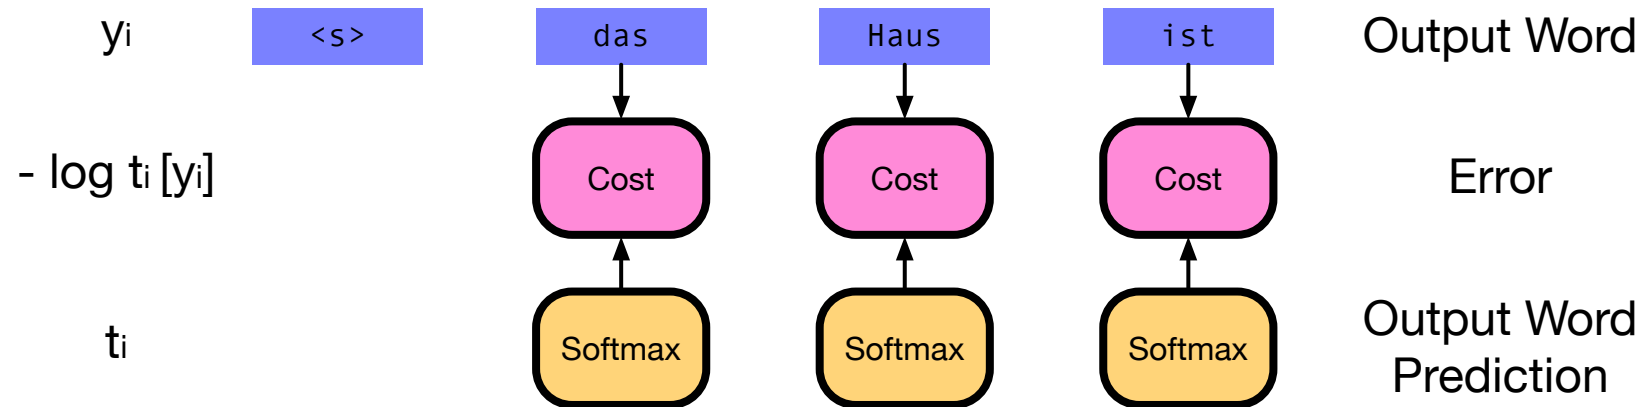 yi <s> das Haus ist Output Word
- log ti [yi] Cost Cost Cost Error
ti Softmax Softmax Softmax Output Word
Prediction